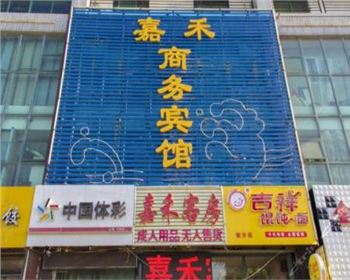 嘉禾
商务宾馆
中国体彩
嘉禾客房
成人用品无人售货
吉祥
馄饨·面
嘉禾